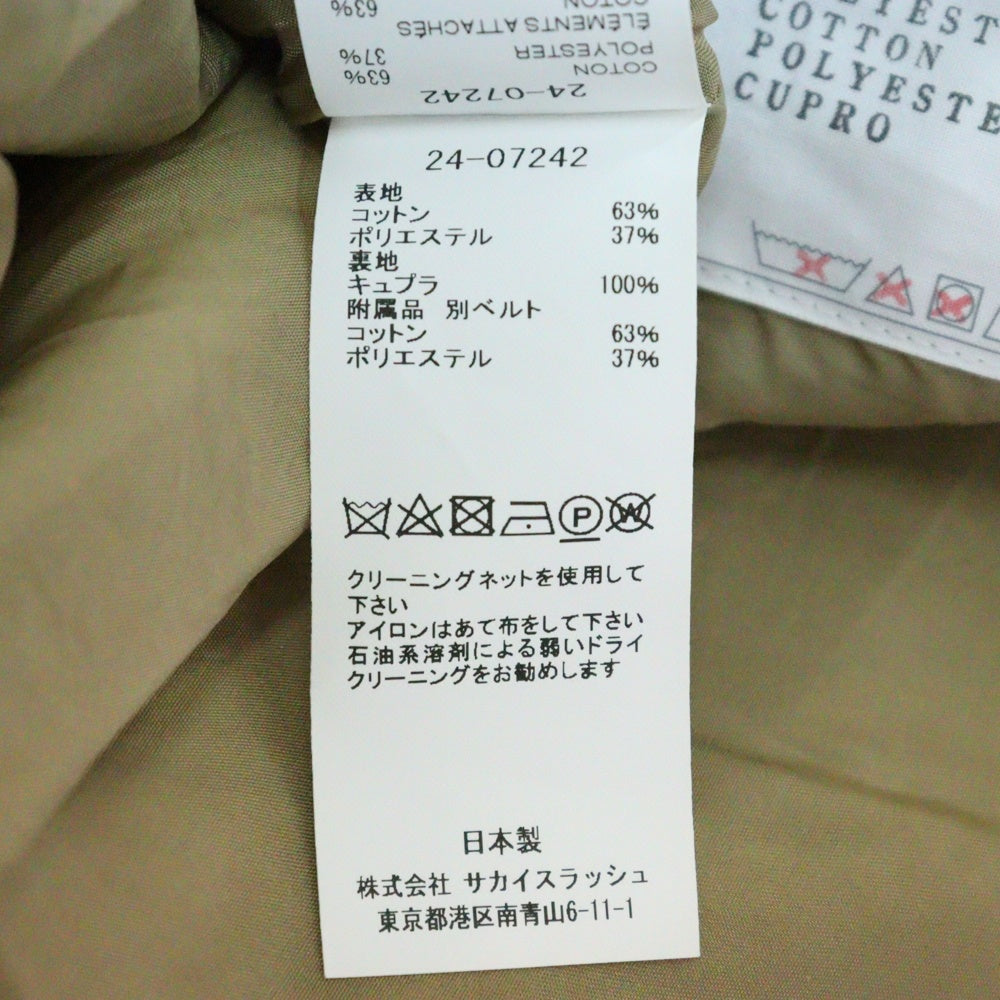 63%
COTON
ÉLÉMENTS ATTACHÉS
37%
POLYESTER
63%
COTON
24-07242
24-07242
表地
コットン 63%
ポリエステル 37%
裏地
キュプラ 100%
附属品 別ベルト
コットン 63%
ポリエステル 37%
P W
クリーニングネットを使用して
下さい
アイロンはあて布をして下さい
石油系溶剤による弱いドライ
クリーニングをお勧めします
日本製
株式会社 サカイスラッシュ
東京都港区南青山6-11-1
COTTON
POLYESTE
CUPRO